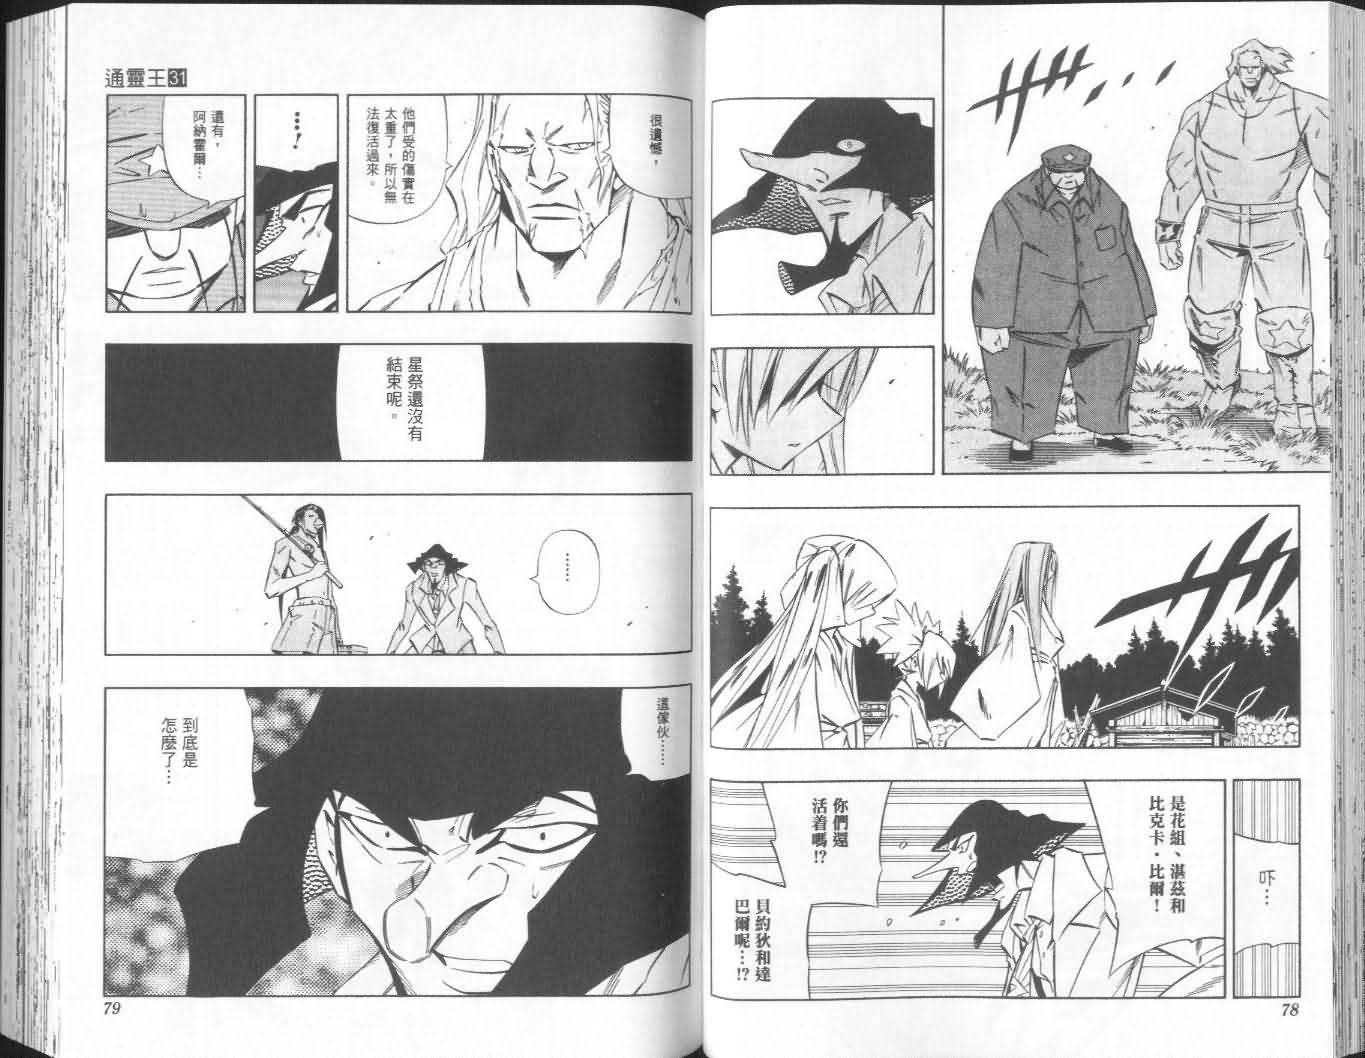 吓…
是花組、湛茲和
比克卡·比爾！
你們還
活着嗎!?
貝約狄和達
巴爾呢…!?
78
通靈王31
很遺憾，
他們受的傷實在
太重了，所以無
法復活過來。
…！
還有，
阿納霍爾…
星祭還沒有
結束呢。
……
這傢伙……
到底是
怎麼了…
79